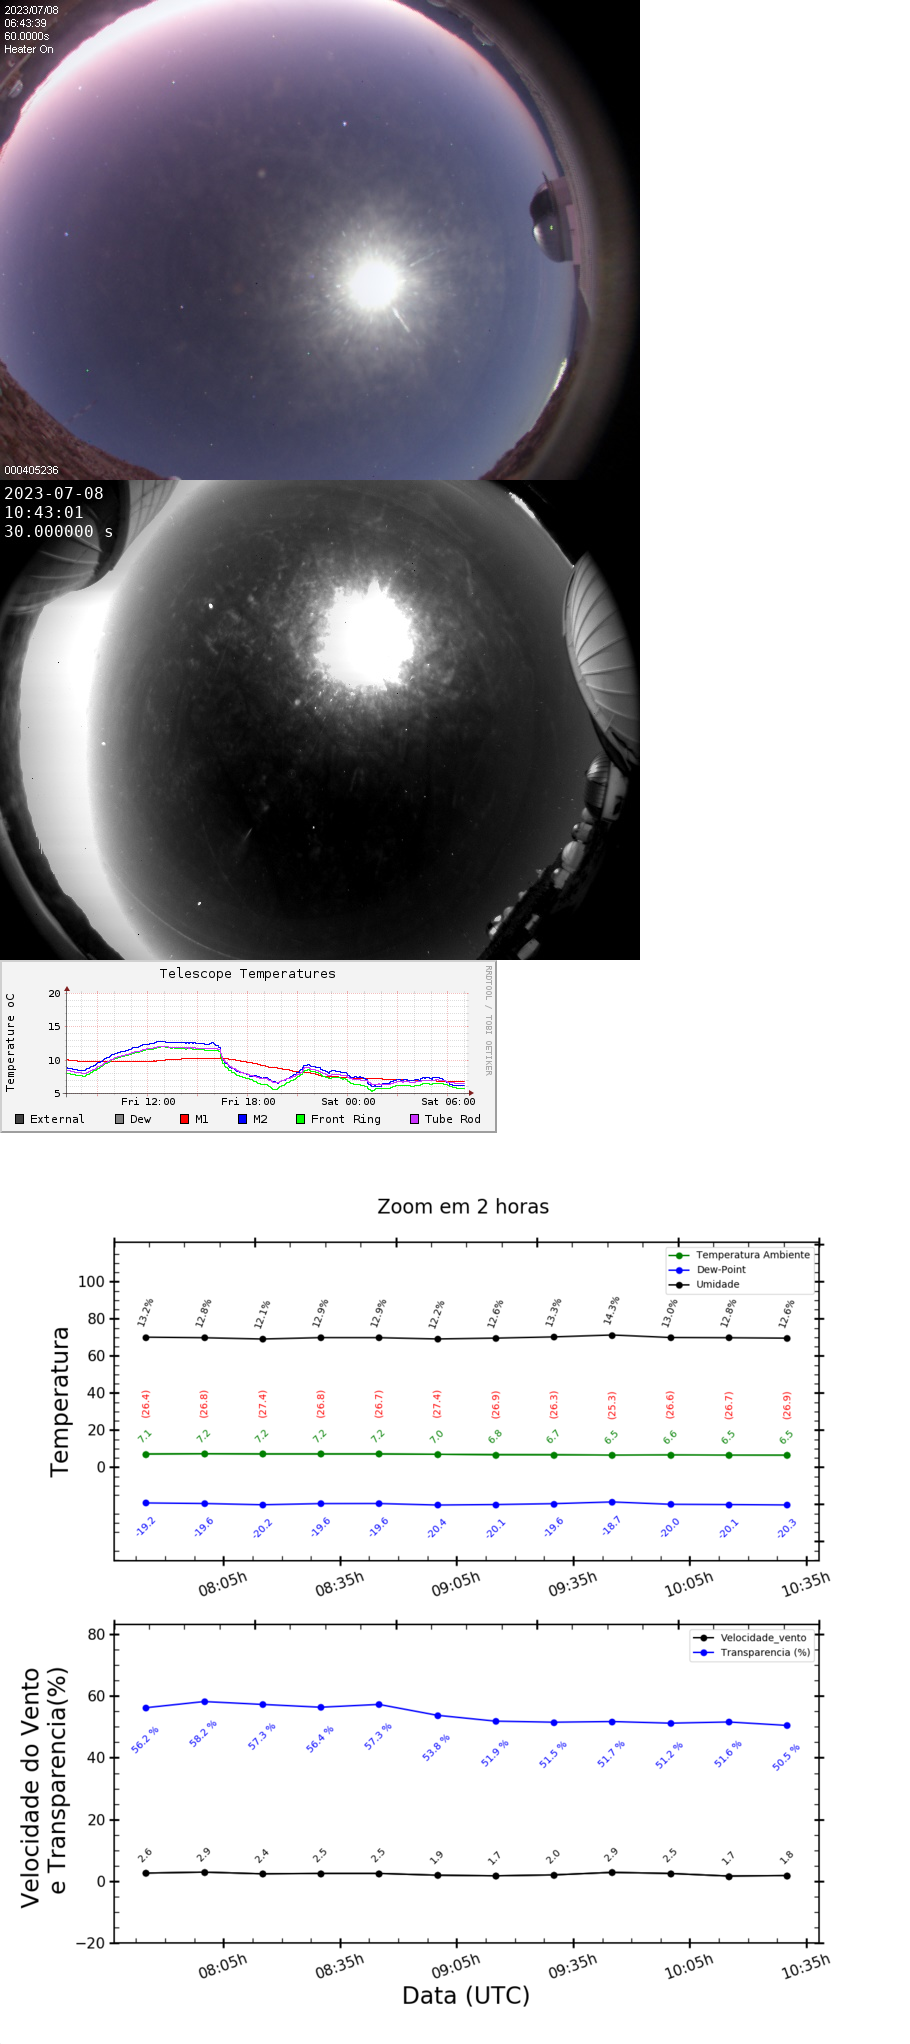 2023/07/08
06:43:39
60.0000s
Heater On
000405236
2023-07-08
10:43:01
30.000000 s
Telescope Temperatures
RRDTOOL / TOBI OETIKER
Temperature oC
20
15
10
5
Fri 12:00 Fri 18:00 Sat 00:00 Sat 06:00
External Dew M1 M2 Front Ring Tube Rod
Zoom em 2 horas
Temperatura Ambiente
Dew-Point
Umidade
Temperatura
100
80
60
40
20
0
13.2% 12.8% 12.1% 12.9% 12.9% 12.2% 12.6% 13.3% 14.3% 13.0% 12.8% 12.6%
(26.4) (26.8) (27.4) (26.8) (26.7) (27.4) (26.9) (26.3) (25.3) (26.6) (26.7) (26.9)
7.1 7.2 7.2 7.2 7.2 7.0 6.8 6.7 6.5 6.6 6.5 6.5
-19.2 -19.6 -20.2 -19.6 -19.6 -20.4 -20.1 -19.6 -18.7 -20.0 -20.1 -20.3
08:05h 08:35h 09:05h 09:35h 10:05h 10:35h
Velocidade_vento
Transparencia (%)
Velocidade do Vento
e Transparencia(%)
80
60
40
20
0
−20
56.2 % 58.2 % 57.3 % 56.4 % 57.3 % 53.8 % 51.9 % 51.5 % 51.7 % 51.2 % 51.6 % 50.5 %
2.6 2.9 2.4 2.5 2.5 1.9 1.7 2.0 2.9 2.5 1.7 1.8
08:05h 08:35h 09:05h 09:35h 10:05h 10:35h
Data (UTC)